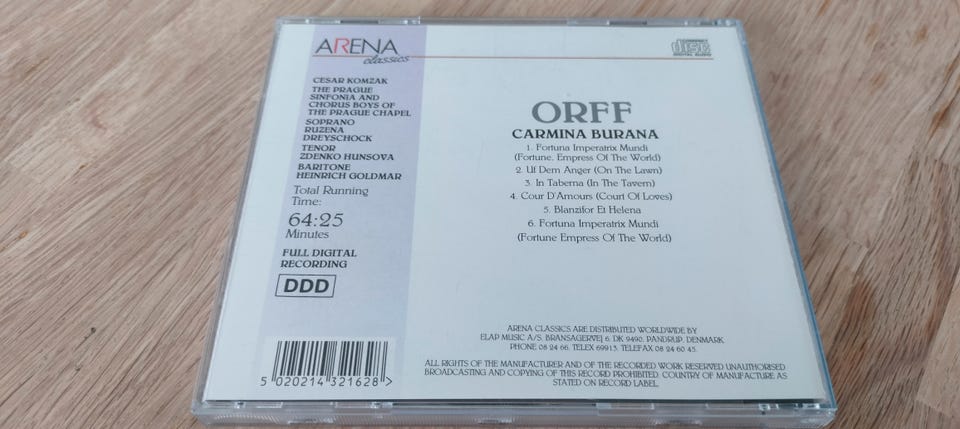 ARENA
classics
CESAR KOMZAK
THE PRAGUE
SINFONIA AND
CHORUS BOYS OF
THE PRAGUE CHAPEL
SOPRANO
RUZENA
DREYSCHOCK
TENOR
ZDENKO HUNSOVA
BARITONE
HEINRICH GOLDMAR
Total Running
Time:
64:25
Minutes
FULL DIGITAL
RECORDING
DDD
5 020214 321628 >
COMPACT
disc
DIGITAL AUDIO
ORFF
CARMINA BURANA
1. Fortuna Imperatrix Mundi
(Fortune, Empress Of The World)
2. Uf Dem Anger (On The Lawn)
3. In Taberna (In The Tavern)
4. Cour D'Amours (Court Of Loves)
5. Blanzifor Et Helena
6. Fortuna Imperatrix Mundi
(Fortune Empress Of The World)
ARENA CLASSICS ARE DISTRIBUTED WORLDWIDE BY
ELAP MUSIC A/S. BRANSAGERVEJ 6. DK 9490. PANDRUP. DENMARK
PHONE 08 24 66. TELEX 69913. TELEFAX 08 24 60 45.
ALL RIGHTS OF THE MANUFACTURER AND OF THE RECORDED WORK RESERVED UNAUTHORISED
BROADCASTING AND COPYING OF THIS RECORD PROHIBITED. COUNTRY OF MANUFACTURE AS
STATED ON RECORD LABEL.